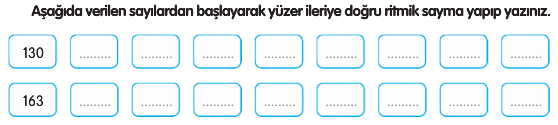 Aşağıda verilen sayılardan başlayarak yüzer ileriye doğru ritmik sayma yapıp yazınız.
130 ......... ......... ......... ......... ......... ......... ......... .........
163 ......... ......... ......... ......... ......... ......... ......... .........